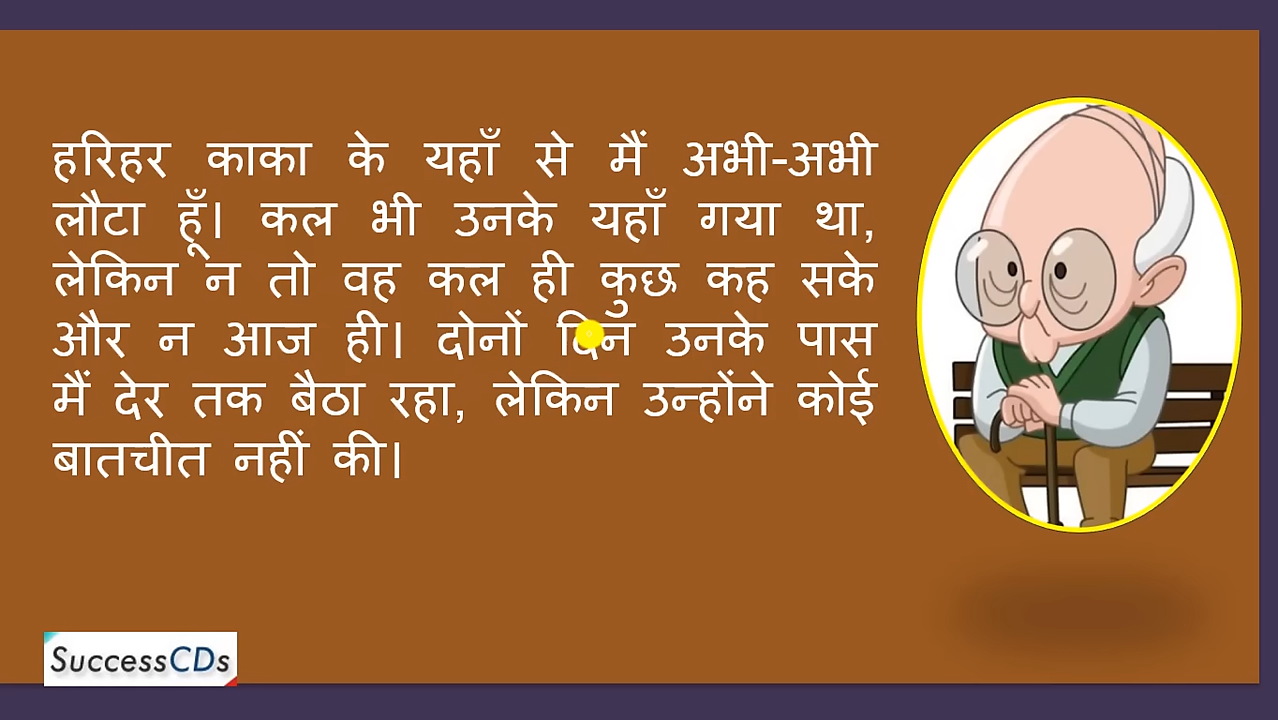 हरिहर काका के यहाँ से मैं अभी-अभी
लौटा हूँ। कल भी उनके यहाँ गया था,
लेकिन न तो वह कल ही कुछ कह सके
और न आज ही। दोनों दिन उनके पास
मैं देर तक बैठा रहा, लेकिन उन्होंने कोई
बातचीत नहीं की।
SuccessCDs